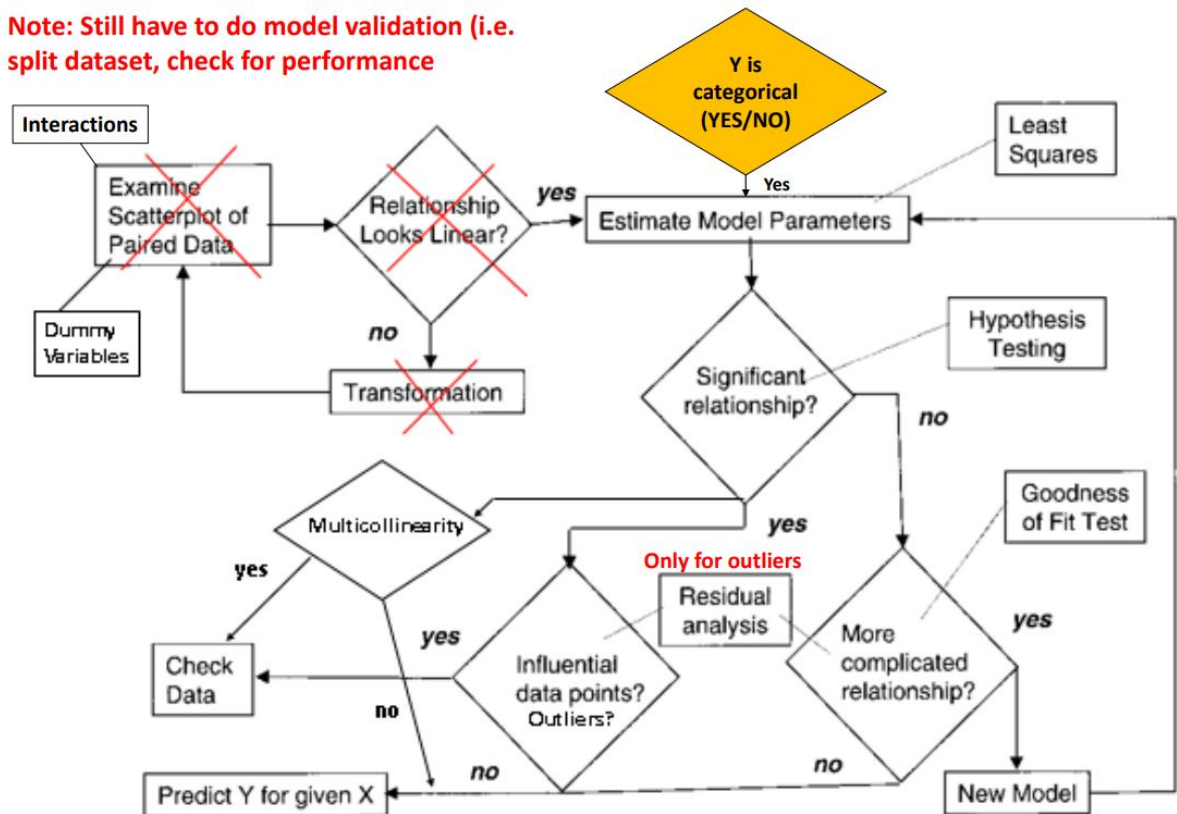 Note: Still have to do model validation (i.e.
split dataset, check for performance
Y is
categorical
(YES/NO)
Interactions
Least
Squares
Examine
Scatterplot of
Paired Data
Relationship
Looks Linear?
yes
Yes
Estimate Model Parameters
Dummy
Variables
no
Transformation
Hypothesis
Testing
Significant
relationship?
no
Multicollinearity
yes
Goodness
of Fit Test
yes
Only for outliers
Residual
analysis
yes
Check
Data
no
Influential
data points?
Outliers?
More
complicated
relationship?
yes
no
no
Predict Y for given X
New Model